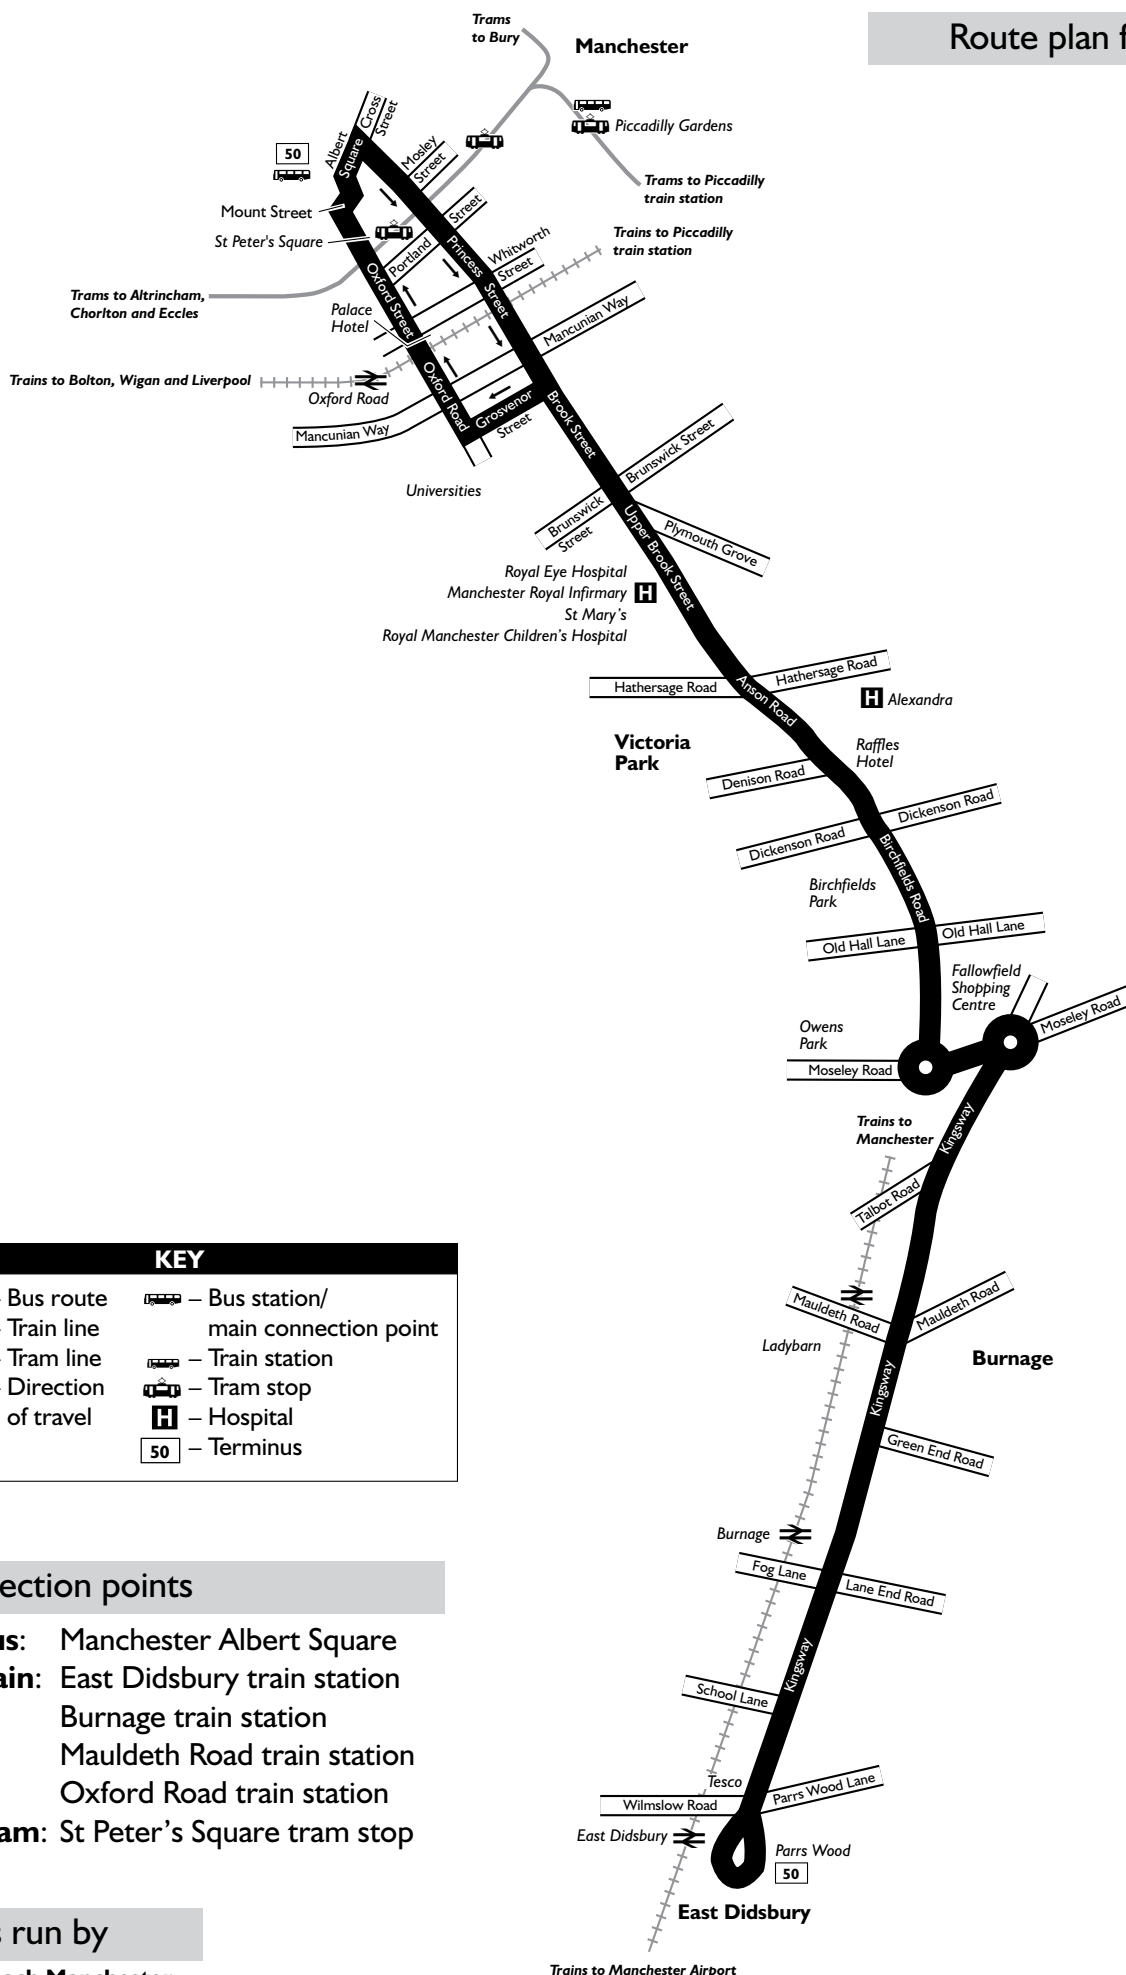 Route plan f
Trams
to Bury
Manchester
Piccadilly Gardens
Trams to Piccadilly
train station
Cross
Street
Albert
Square
50
Mosley
Street
Mount Street
St Peter's Square
Portland
Street
Princess
Street
Whitworth
Street
Trains to Piccadilly
train station
Trams to Altrincham,
Chorlton and Eccles
Oxford Street
Palace
Hotel
Mancunian Way
Trains to Bolton, Wigan and Liverpool
Oxford Road
Oxford Road
Grosvenor
Street
Mancunian Way
Brook Street
Universities
Brunswick Street
Brunswick
Street
Plymouth Grove
Upper Brook Street
Royal Eye Hospital
Manchester Royal Infirmary
H
St Mary's
Royal Manchester Children's Hospital
Hathersage Road
Hathersage Road
Anson Road
H Alexandra
Victoria
Park
Raffles
Hotel
Denison Road
Dickenson Road
Dickenson Road
Birchfields Road
Birchfields
Park
Old Hall Lane
Old Hall Lane
Fallowfield
Shopping
Centre
Moseley Road
Owens
Park
Moseley Road
Trains to
Manchester
Kingsway
Talbot Road
Mauldeth Road
Mauldeth Road
Ladybarn
Burnage
Kingsway
Green End Road
Burnage
Fog Lane
Lane End Road
Kingsway
School Lane
Tesco
Wilmslow Road
Parrs Wood Lane
East Didsbury
Parrs Wood
50
East Didsbury
Trains to Manchester Airport
KEY
– Bus route
– Train line
– Tram line
– Direction
of travel
– Bus station/
main connection point
– Train station
– Tram stop
H – Hospital
50 – Terminus
ection points
us: Manchester Albert Square
ain: East Didsbury train station
Burnage train station
Mauldeth Road train station
Oxford Road train station
am: St Peter's Square tram stop
s run by